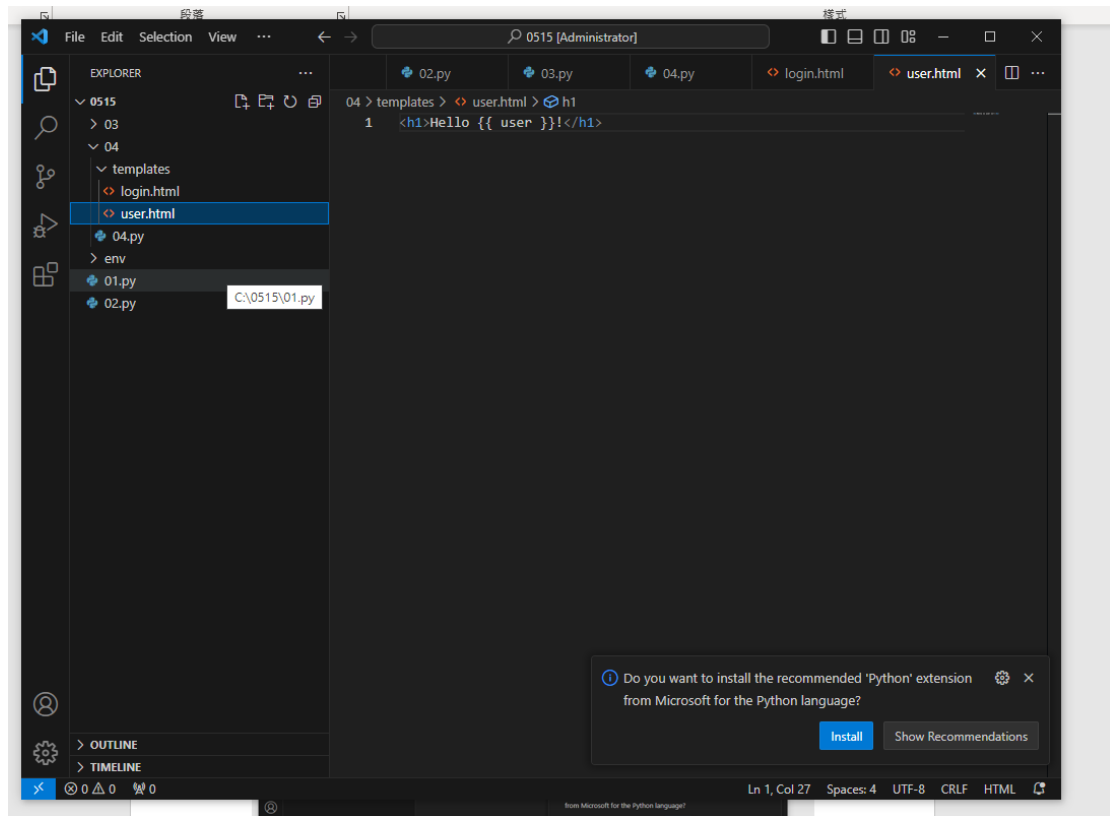 段落
樣式
File Edit Selection View ···
0515 [Administrator]
EXPLORER ···
02.py 03.py 04.py login.html user.html ···
0515
04 > templates > user.html > h1
03
1 <h1>Hello {{ user }}!</h1>
04
templates
login.html
user.html
04.py
env
01.py
C:\0515\01.py
02.py
Do you want to install the recommended 'Python' extension
from Microsoft for the Python language?
Install Show Recommendations
OUTLINE
TIMELINE
0 0 0 Ln 1, Col 27 Spaces: 4 UTF-8 CRLF HTML
from Microsoft for the Python language?